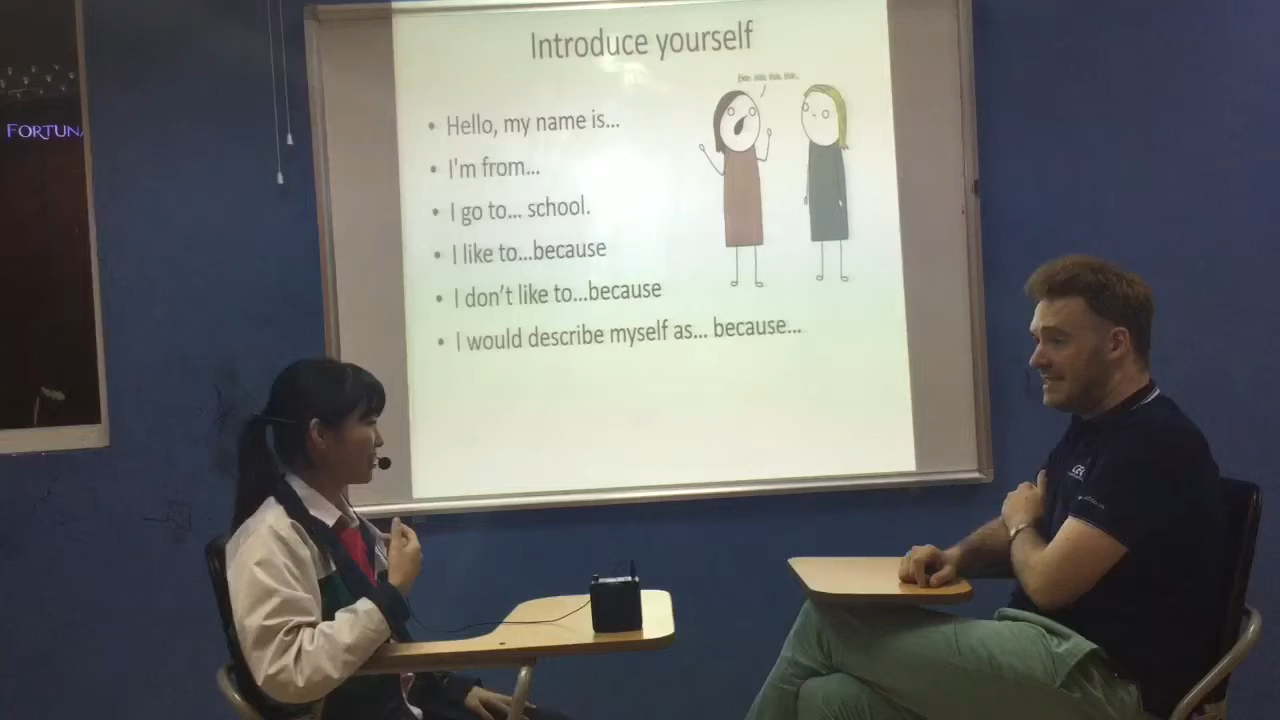 Introduce yourself
Hello, my name is...
I'm from...
I go to... school.
I like to...because
I don't like to...because
I would describe myself as... because...
FORTUNA